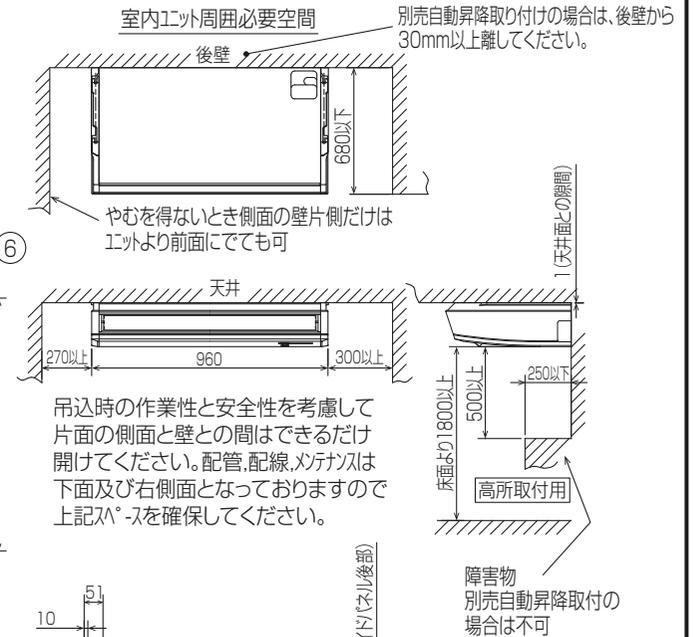 室内ユニット周囲必要空間
別売自動昇降取り付けの場合は、後壁から
30mm以上離してください。
後壁
680以下
やむを得ないとき側面の壁片側だけは
ユニットより前面にでても可
1(天井面との隙間)
6
天井
270以上
960
300以上
250以下
500以上
床面より1800以上
吊込時の作業性と安全性を考慮して
片面の側面と壁との間はできるだけ
開けてください。配管,配線,メンテナンスは
下面及び右側面となっておりますので
上記スペースを確保してください。
高所取付用
障害物
別売自動昇降取付の
場合は不可
51
10
イドパネル後部)